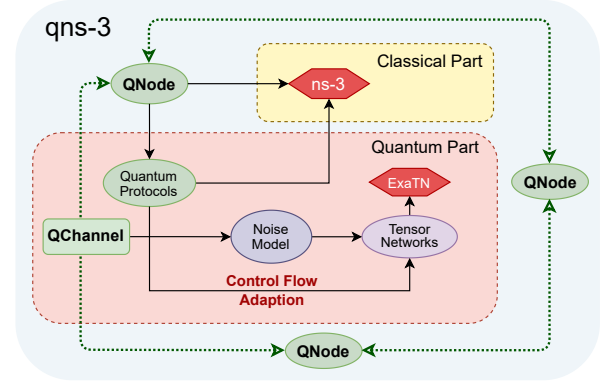 qns-3
QNode
Classical Part
ns-3
Quantum Part
Quantum
Protocols
ExaTN
QNode
QChannel
Noise
Model
Tensor
Networks
Control Flow
Adaption
QNode